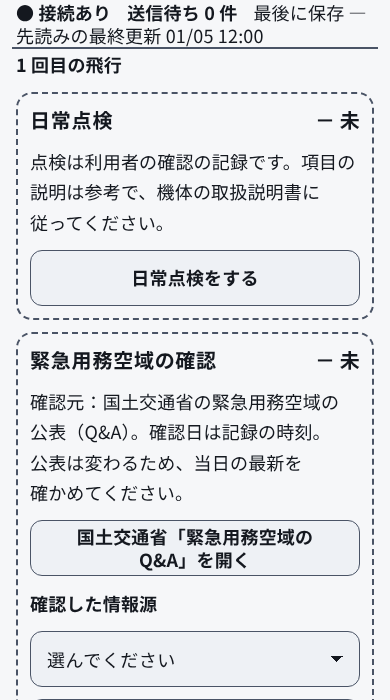 ● 接続あり 送信待ち 0 件 最後に保存 —
先読みの最終更新 01/05 12:00
1 回目の飛行
日常点検 — 未
点検は利用者の確認の記録です。項目の
説明は参考で、機体の取扱説明書に
従ってください。
日常点検をする
緊急用務空域の確認 — 未
確認元：国土交通省の緊急用務空域の
公表（Q&A）。確認日は記録の時刻。
公表は変わるため、当日の最新を
確かめてください。
国土交通省「緊急用務空域の
Q&A」を開く
確認した情報源
選んでください